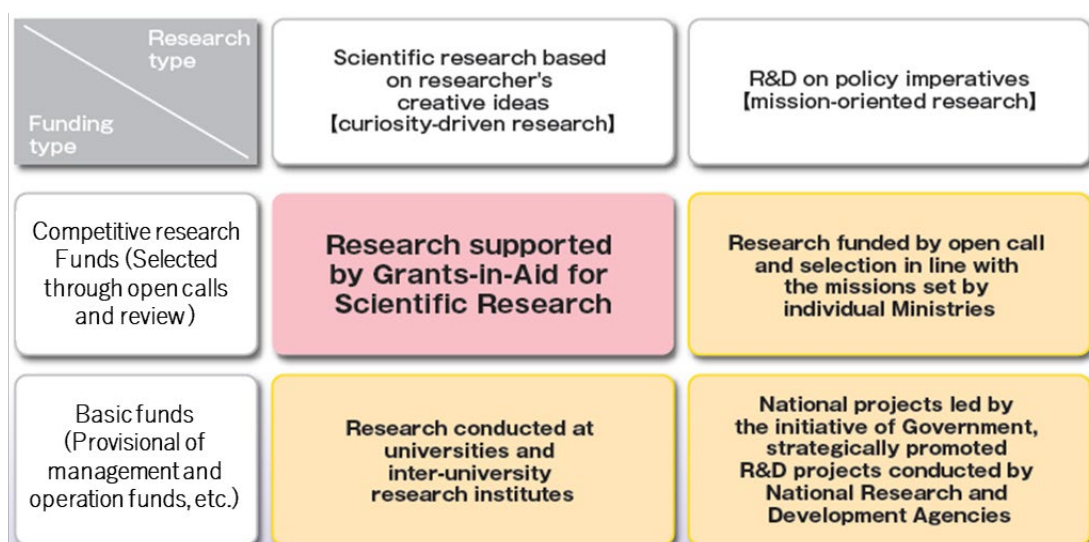 Research
type
Funding
type
Scientific research based
on researcher's
creative ideas
【curiosity-driven research】
R&D on policy imperatives
【mission-oriented research】
Competitive research
Funds (Selected
through open calls
and review)
Research supported
by Grants-in-Aid for
Scientific Research
Research funded by open call
and selection in line with
the missions set by
individual Ministries
Basic funds
(Provisional of
management and
operation funds, etc.)
Research conducted at
universities and
inter-university
research institutes
National projects led by
the initiative of Government,
strategically promoted
R&D projects conducted by
National Research and
Development Agencies